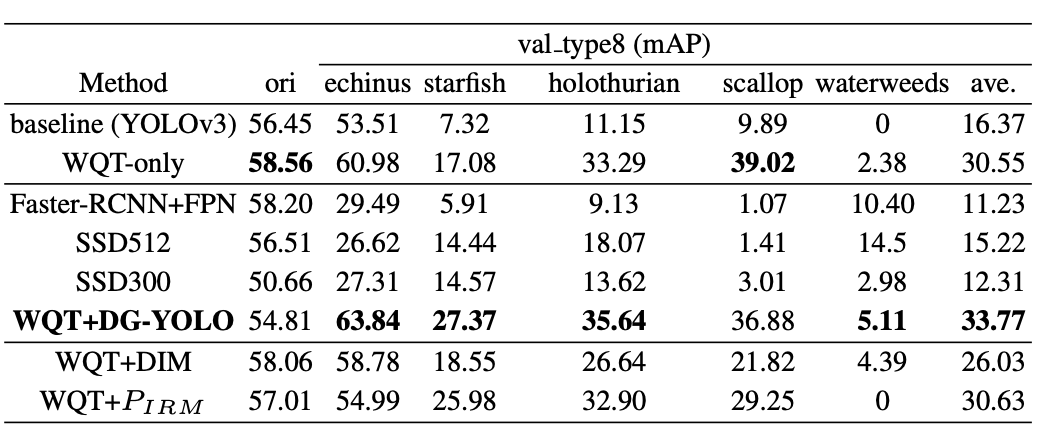 val_type8 (mAP)
Method ori echinus starfish holothurian scallop waterweeds ave.
baseline (YOLOv3) 56.45 53.51 7.32 11.15 9.89 0 16.37
WQT-only 58.56 60.98 17.08 33.29 39.02 2.38 30.55
Faster-RCNN+FPN 58.20 29.49 5.91 9.13 1.07 10.40 11.23
SSD512 56.51 26.62 14.44 18.07 1.41 14.5 15.22
SSD300 50.66 27.31 14.57 13.62 3.01 2.98 12.31
WQT+DG-YOLO 54.81 63.84 27.37 35.64 36.88 5.11 33.77
WQT+DIM 58.06 58.78 18.55 26.64 21.82 4.39 26.03
WQT+P_{IRM} 57.01 54.99 25.98 32.90 29.25 0 30.63